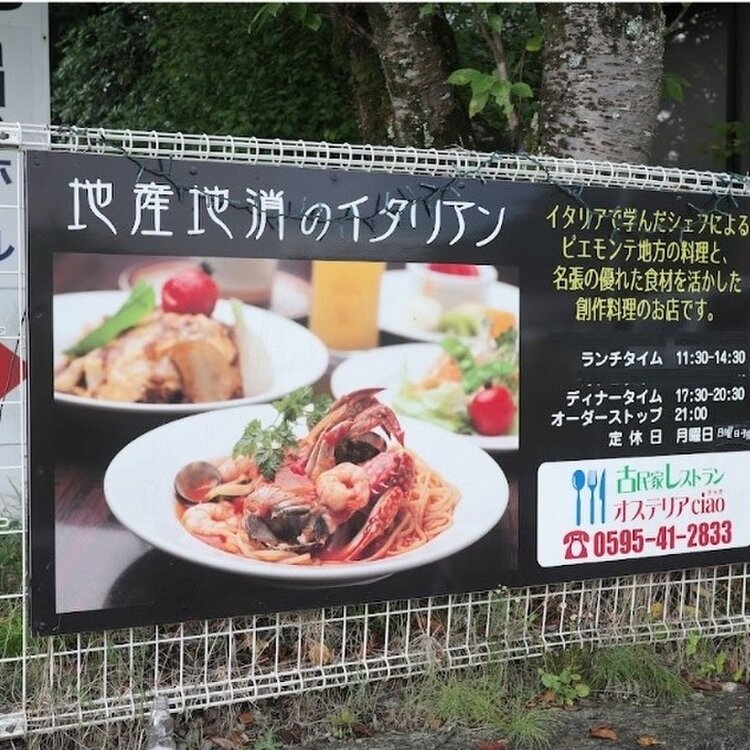 地産地消のイタリアン
イタリアで学んだシェフによる
ピエモンテ地方の料理と、
名張の優れた食材を活かした
創作料理のお店です。
ランチタイム 11:30-14:30
ディナータイム 17:30-20:30
オーダーストップ 21:00
定休日 月曜日
古民家レストラン
オステリアciao
チャオ
☎0595-41-2833
ホ
ル